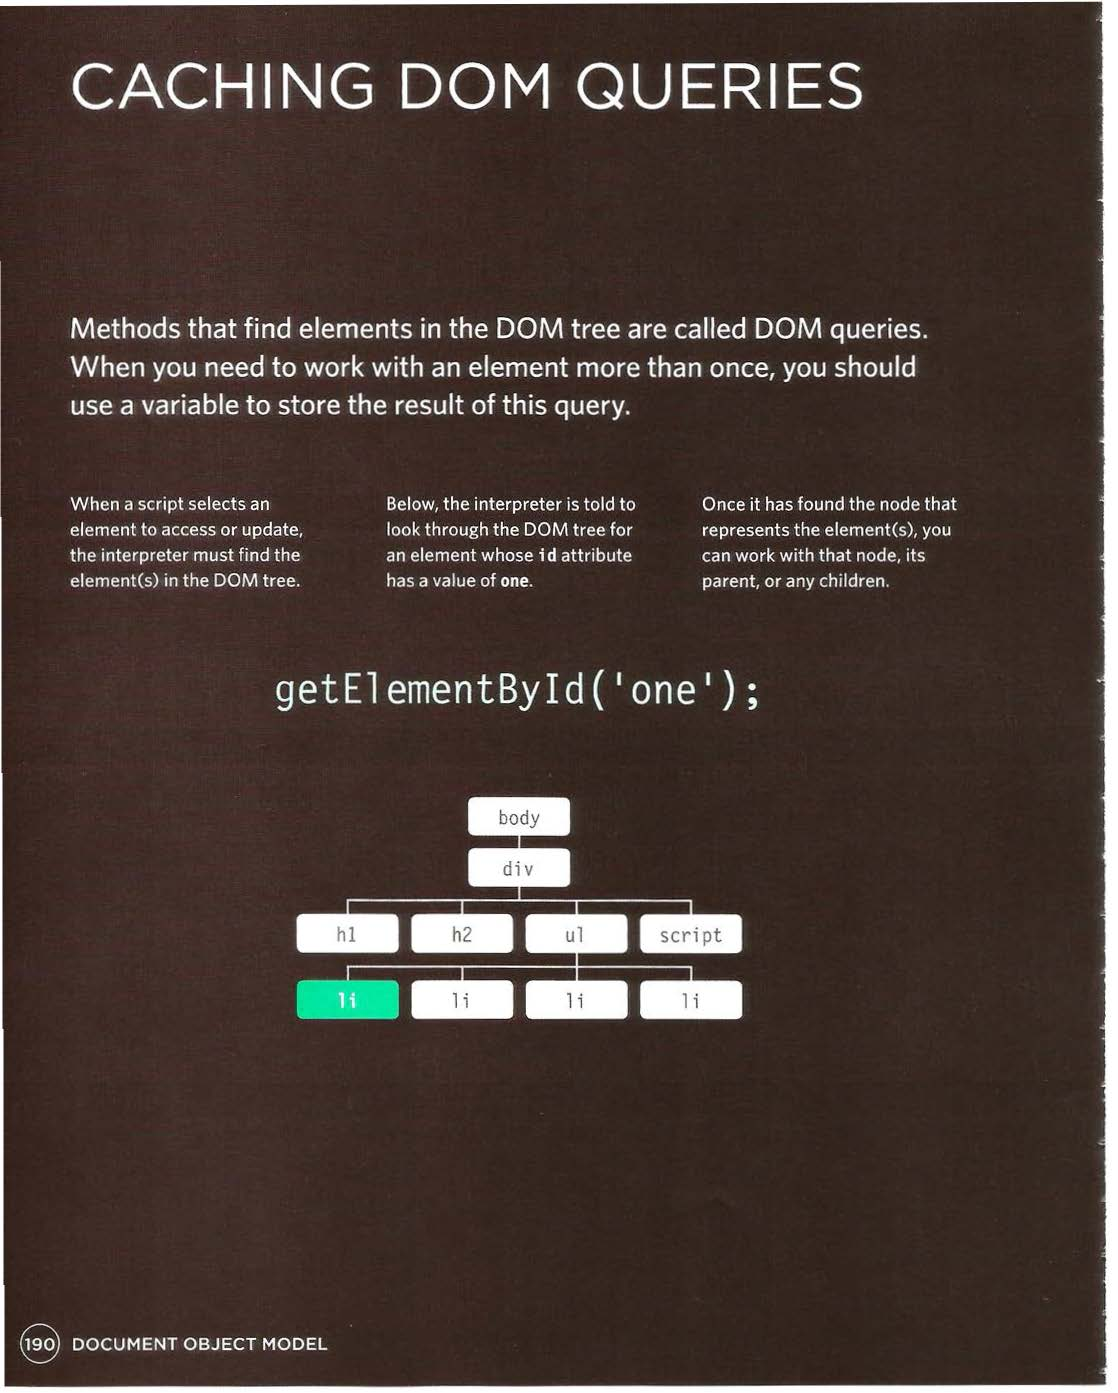 CACHING DOM QUERIES
Methods that find elements in the DOM tree are called DOM queries.
When you need to work with an element more than once, you should
use a variable to store the result of this query.
When a script selects an
element to access or update,
the interpreter must find the
element(s) in the DOM tree.
Below, the interpreter is told to
look through the DOM tree for
an element whose id attribute
has a value of one.
Once it has found the node that
represents the element(s), you
can work with that node, its
parent, or any children.
getElementById('one');
body
div
h1 h2 ul script
li li li li
190 DOCUMENT OBJECT MODEL